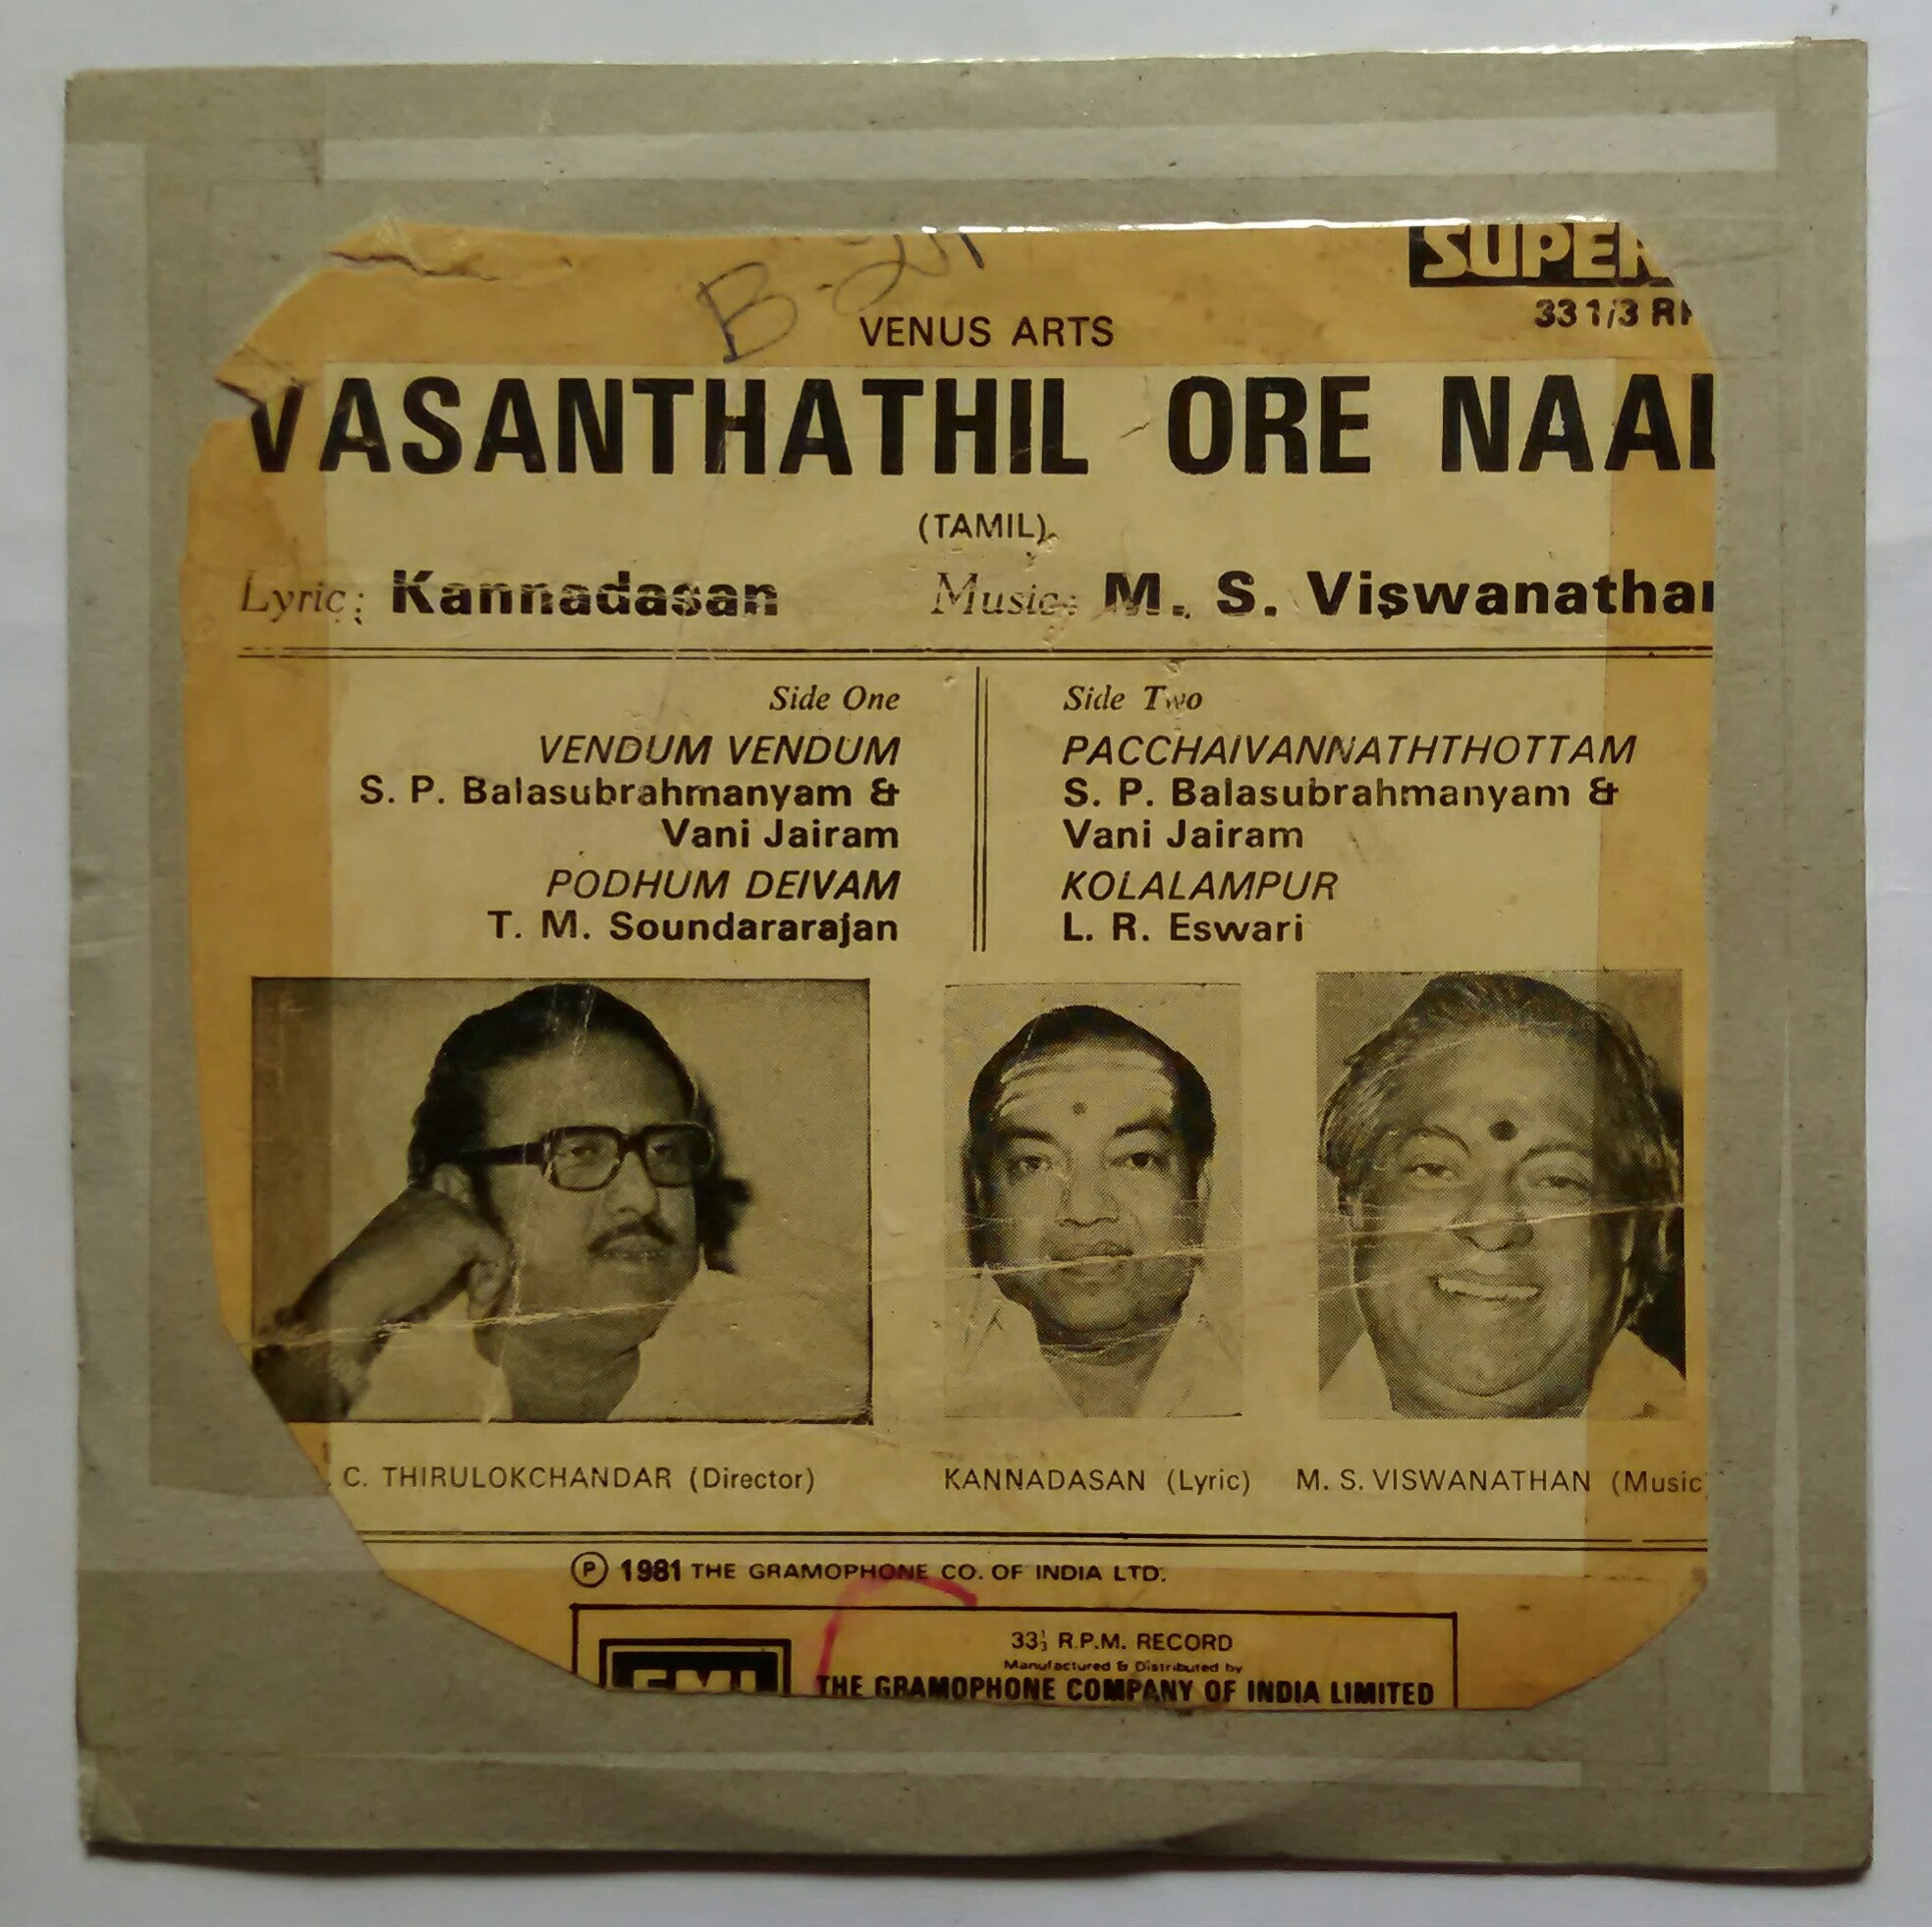 B-
SUPER
33 1/3 R
VENUS ARTS
VASANTHATHIL ORE NAAL
(TAMIL)
Lyric: Kannadasan Music: M. S. Viswanathan
Side One
VENDUM VENDUM
S. P. Balasubrahmanyam &
Vani Jairam
PODHUM DEIVAM
T. M. Soundararajan
Side Two
PACCHAIVANNATHTHOTTAM
S. P. Balasubrahmanyam &
Vani Jairam
KOLALAMPUR
L. R. Eswari
. C. THIRULOKCHANDAR (Director)
KANNADASAN (Lyric)
M. S. VISWANATHAN (Music
℗ 1981 THE GRAMOPHONE CO. OF INDIA LTD.
33⅓ R.P.M. RECORD
Manufactured & Distributed by
EMI THE GRAMOPHONE COMPANY OF INDIA LIMITED